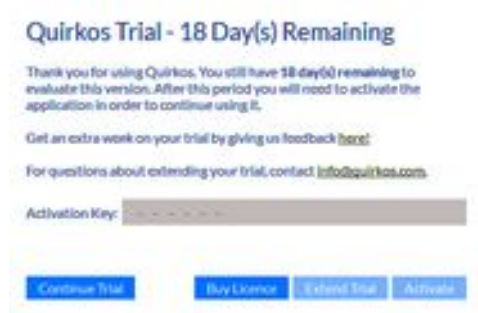 Quirkos Trial - 18 Day(s) Remaining
Thank you for using Quirkos. You still have 18 day(s) remaining to
evaluate this version. After this period you will need to activate the
application in order to continue using it.
Get an extra week on your trial by giving us feedback here!
For questions about extending your trial, contact info@quirkos.com.
Activation Key: - - - - - -
Continue Trial Buy Licence Extend Trial Activate